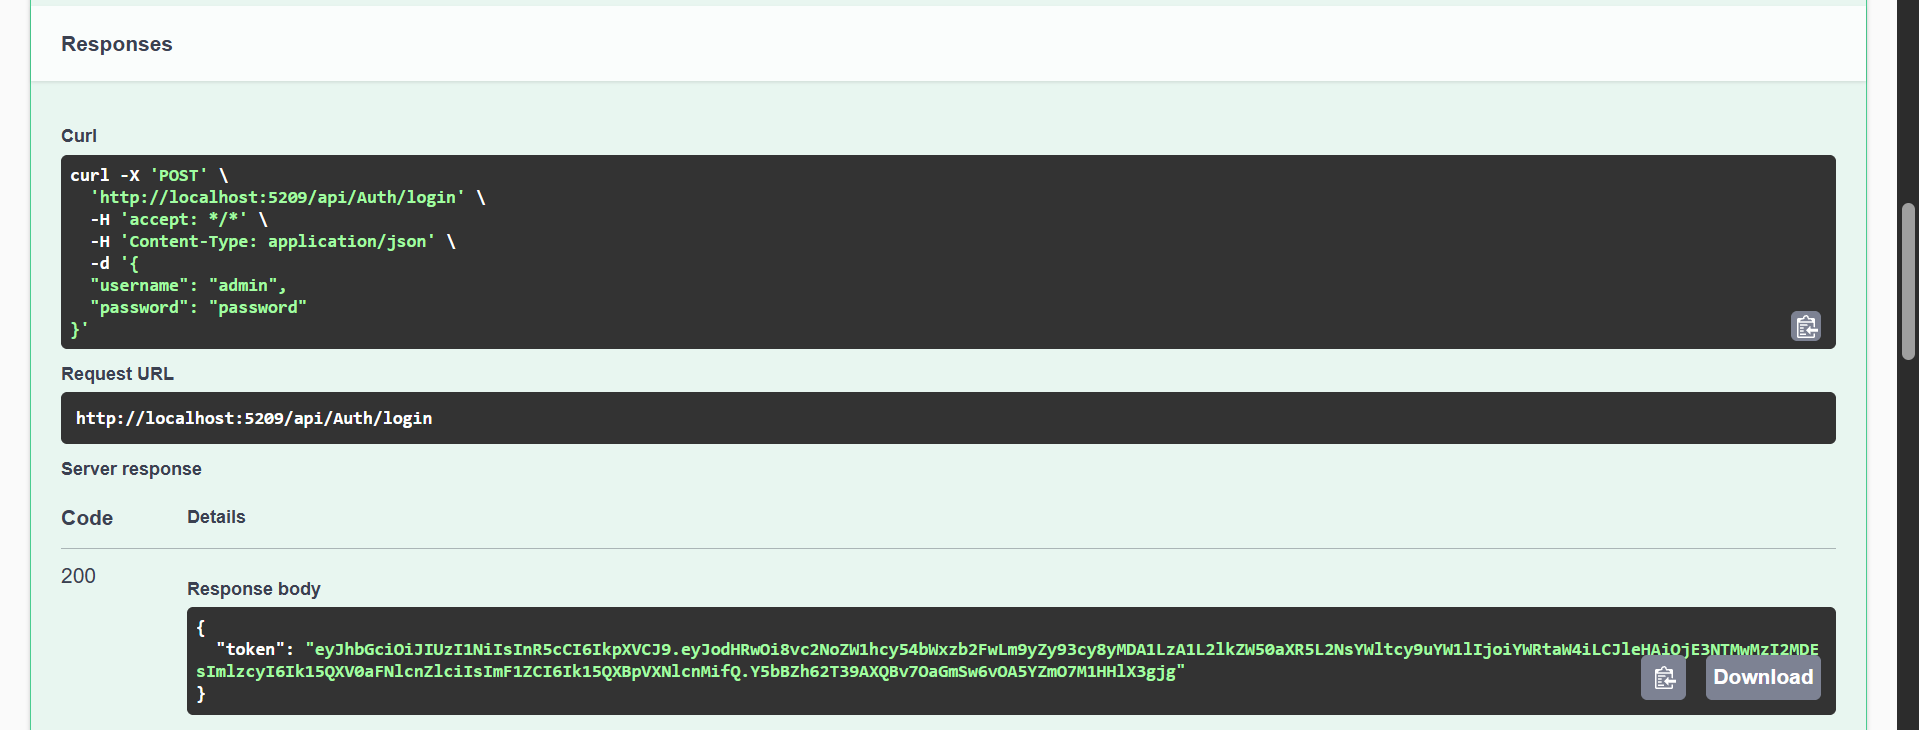 Responses
Curl
curl -X 'POST' \
  'http://localhost:5209/api/Auth/login' \
  -H 'accept: */*' \
  -H 'Content-Type: application/json' \
  -d '{
  "username": "admin",
  "password": "password"
}'
Request URL
http://localhost:5209/api/Auth/login
Server response
Code Details
200
Response body
{
  "token": "eyJhbGciOiJIUzI1NiIsInR5cCI6IkpXVCJ9.eyJodHRwOi8vc2NoZW1hcy54bWxzb2FwLm9yZy93cy8yMDA1LzA1L2lkZW50aXR5L2NsYWltcy9uYW1lIjoiYWRtaW4iLCJleHAiOjE3NTMwMzI2MDE
sImlzcyI6Ik15QXV0aFNlcnZlciIsImF1ZCI6Ik15QXBpVXNlcnMifQ.Y5bBZh62T39AXQBv7OaGmSw6vOA5YZmO7M1HHlX3gjg"
}
Download